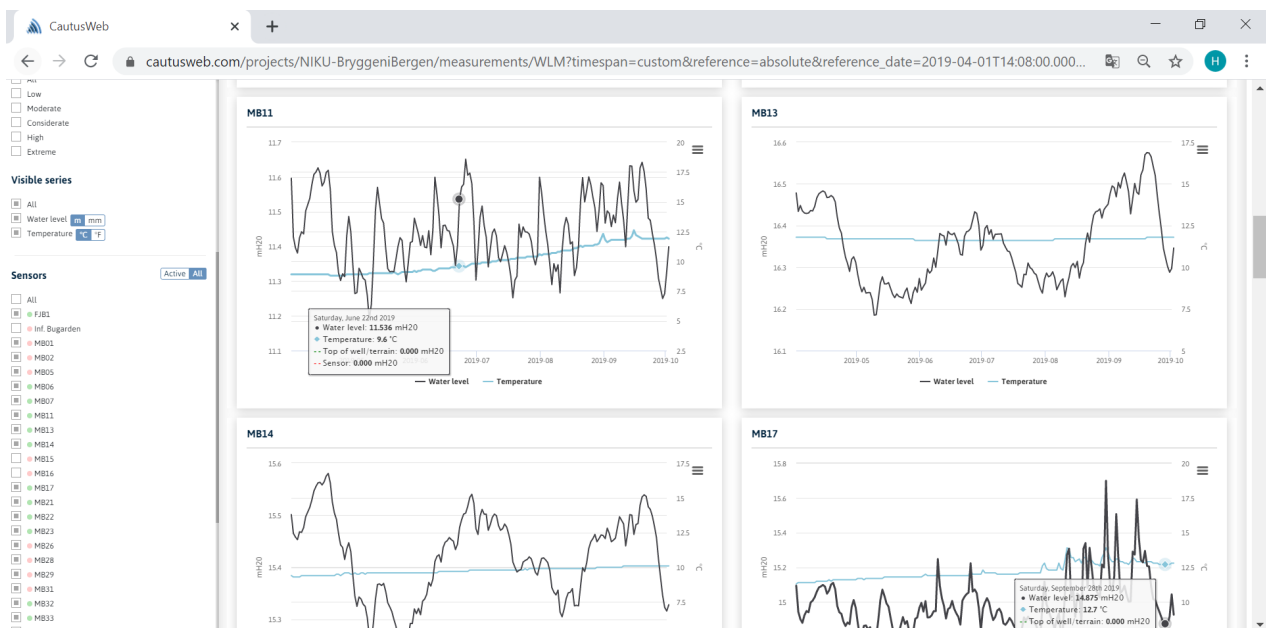 CautusWeb
cautusweb.com/projects/NIKU-BryggeniBergen/measurements/WLM?timespan=custom&reference=absolute&reference_date=2019-04-01T14:08:00.000...
H
Low
Moderate
Considerate
High
Extreme
Visible series
All
Water level m mm
Temperature °C °F
Sensors Active All
All
FJB1
Inf. Bugarden
MB01
MB02
MB05
MB06
MB07
MB11
MB13
MB14
MB15
MB16
MB17
MB21
MB22
MB23
MB26
MB28
MB29
MB31
MB32
MB33
MB11
11.7
11.6
11.5
11.4
11.3
11.2
11.1
mH2O
20
17.5
15
12.5
10
7.5
5
2.5
°C
Saturday, June 22nd 2019
Water level: 11.536 mH20
Temperature: 9.6 °C
Top of well/terrain: 0.000 mH20
Sensor: 0.000 mH20
2019-07 2019-08 2019-09 2019-10
Water level Temperature
MB13
16.6
16.5
16.4
16.3
16.2
16.1
mH2O
17.5
15
12.5
10
7.5
5
°C
2019-05 2019-06 2019-07 2019-08 2019-09 2019-10
Water level Temperature
MB14
15.6
15.5
15.4
15.3
mH2O
17.5
15
12.5
10
7.5
°C
MB17
15.8
15.6
15.4
15.2
15
mH2O
20
17.5
15
12.5
10
°C
Saturday, September 28th 2019
Water level: 14.875 mH20
Temperature: 12.7 °C
Top of well/terrain: 0.000 mH20